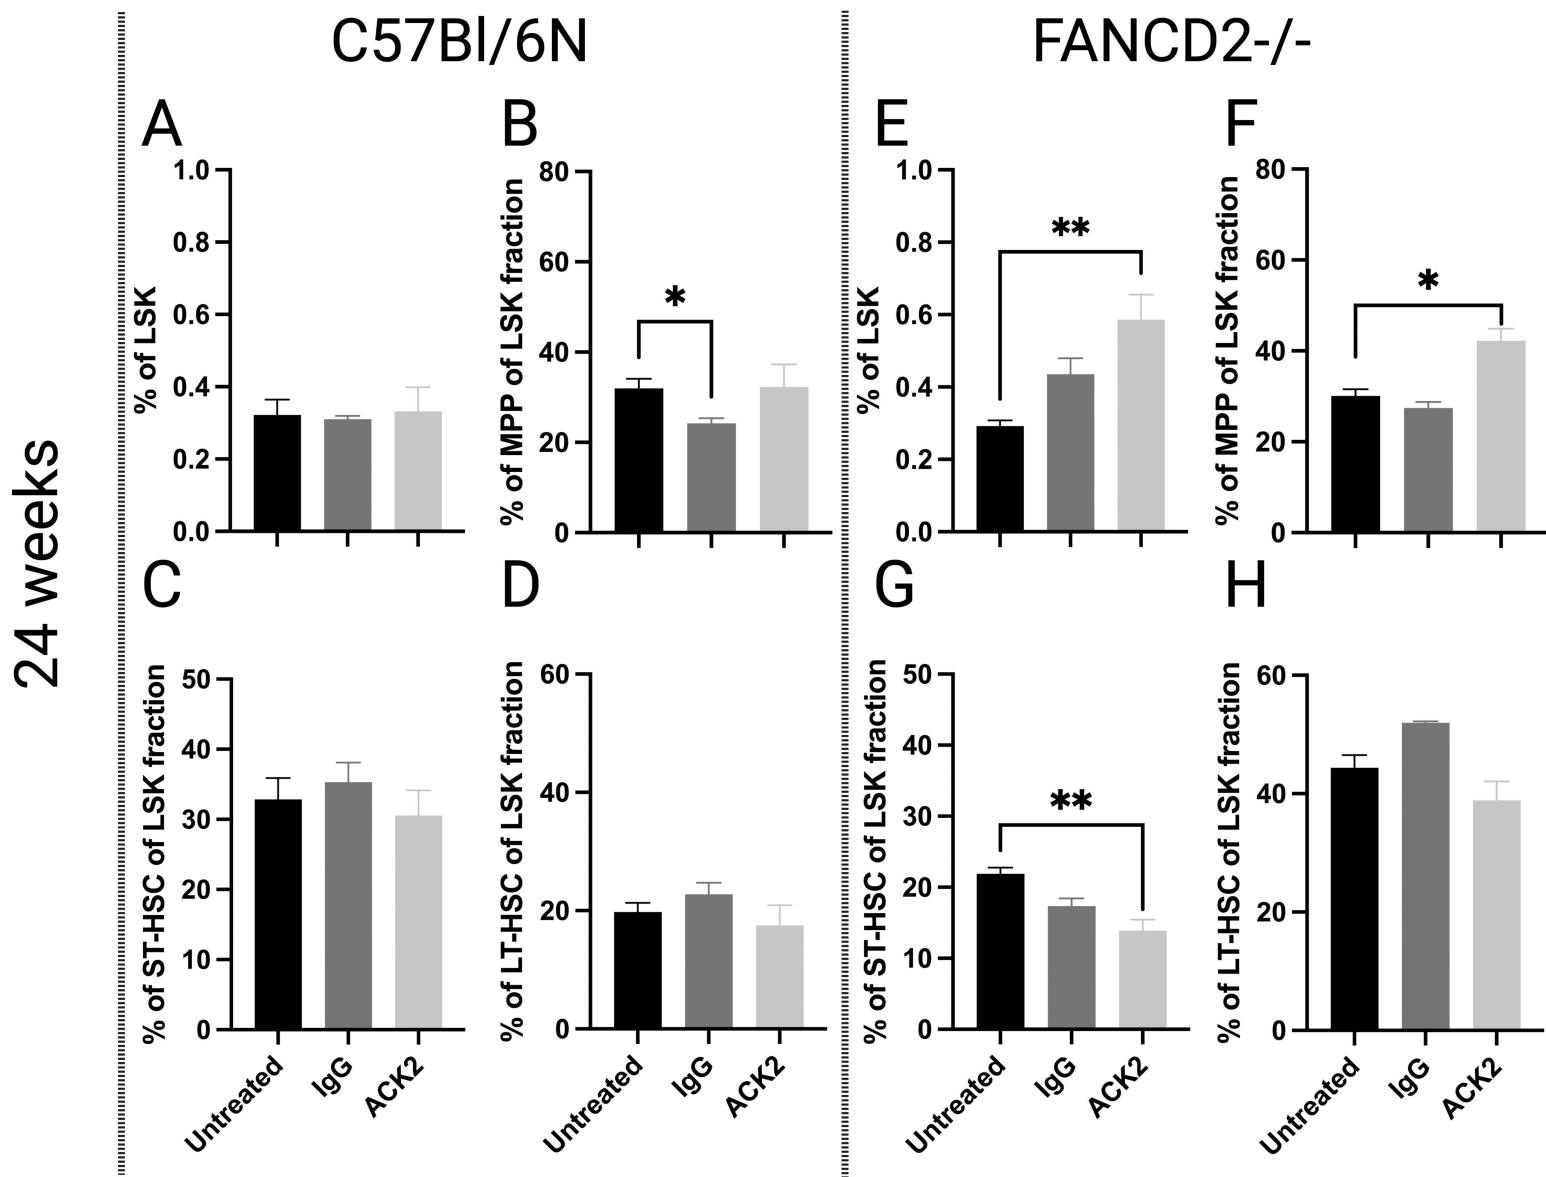 C57Bl/6N
FANCD2-/-
24 weeks
A
% of LSK
1.0
0.8
0.6
0.4
0.2
0.0
B
% of MPP of LSK fraction
80
60
40
20
0
*
E
% of LSK
1.0
0.8
0.6
0.4
0.2
0.0
**
F
% of MPP of LSK fraction
80
60
40
20
0
*
C
% of ST-HSC of LSK fraction
50
40
30
20
10
0
Untreated
IgG
ACK2
D
% of LT-HSC of LSK fraction
60
40
20
0
Untreated
IgG
ACK2
G
% of ST-HSC of LSK fraction
50
40
30
20
10
0
**
Untreated
IgG
ACK2
H
% of LT-HSC of LSK fraction
60
40
20
0
Untreated
IgG
ACK2